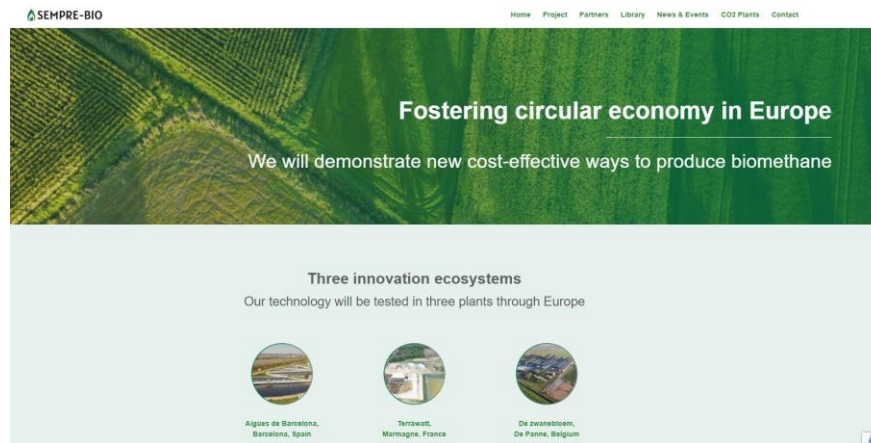 SEMPRE-BIO
Home Project Partners Library News & Events CO2 Plants Contact
Fostering circular economy in Europe
We will demonstrate new cost-effective ways to produce biomethane
Three innovation ecosystems
Our technology will be tested in three plants through Europe
Aigües de Barcelona,
Barcelona, Spain
Terrawatt,
Marmagne, France
De zwanebloem,
De Panne, Belgium